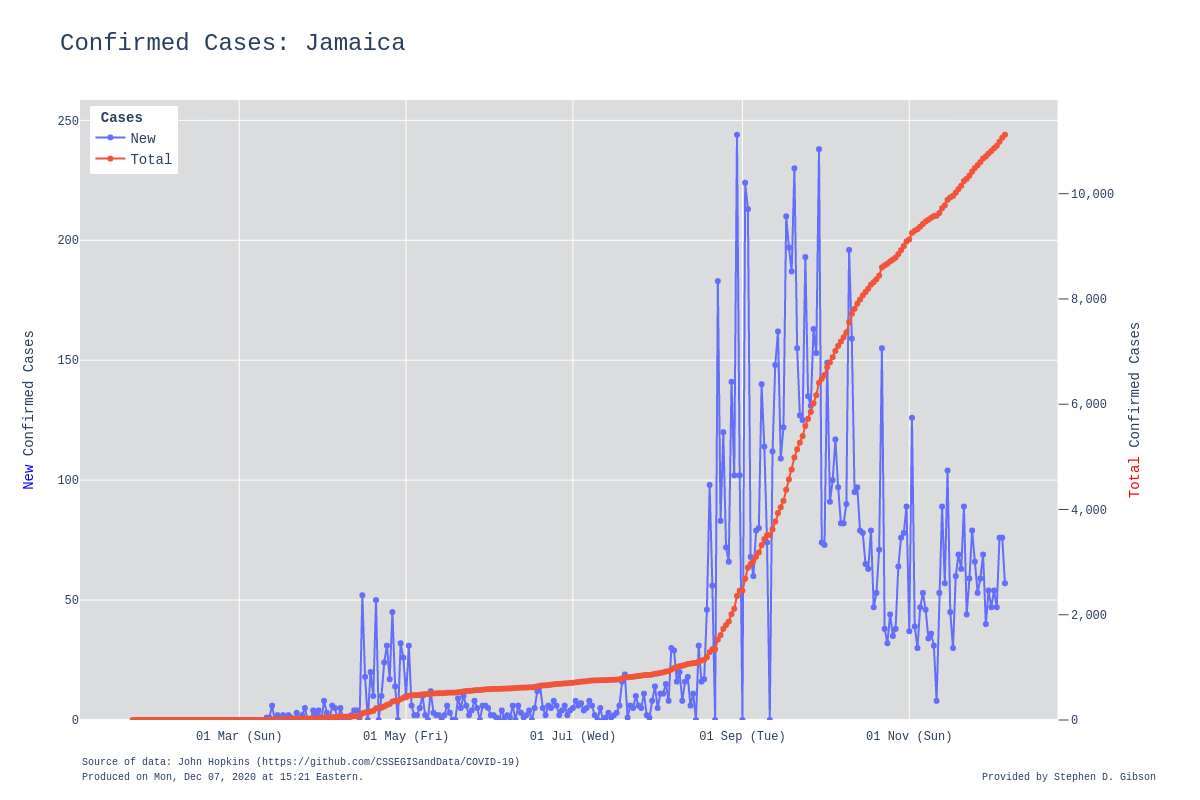 Confirmed Cases: Jamaica
Cases
New
Total
250
200
150
100
50
0
10,000
8,000
6,000
4,000
2,000
0
New Confirmed Cases
Total Confirmed Cases
01 Mar (Sun)
01 May (Fri)
01 Jul (Wed)
01 Sep (Tue)
01 Nov (Sun)
Source of data: John Hopkins (https://github.com/CSSEGISandData/COVID-19)
Produced on Mon, Dec 07, 2020 at 15:21 Eastern.
Provided by Stephen D. Gibson